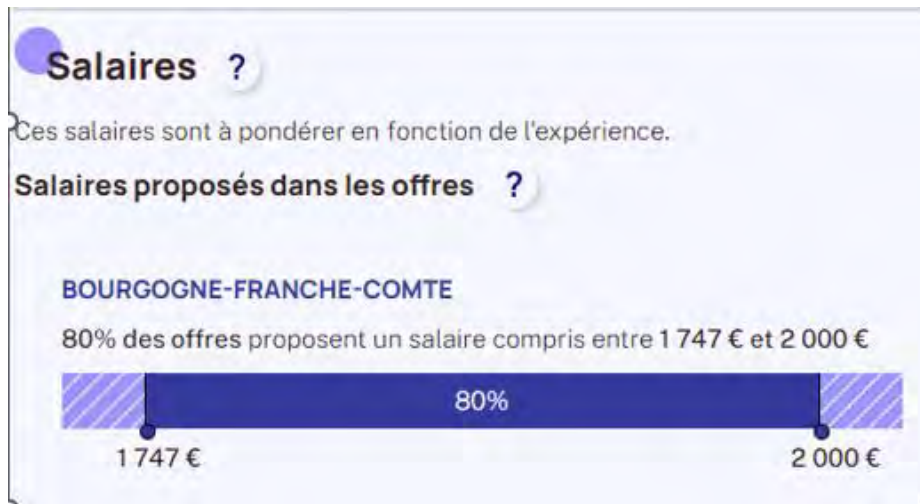 Salaires ?
Ces salaires sont à pondérer en fonction de l'expérience.
Salaires proposés dans les offres ?
BOURGOGNE-FRANCHE-COMTE
80% des offres proposent un salaire compris entre 1 747 € et 2 000 €
80%
1 747 € 2 000 €